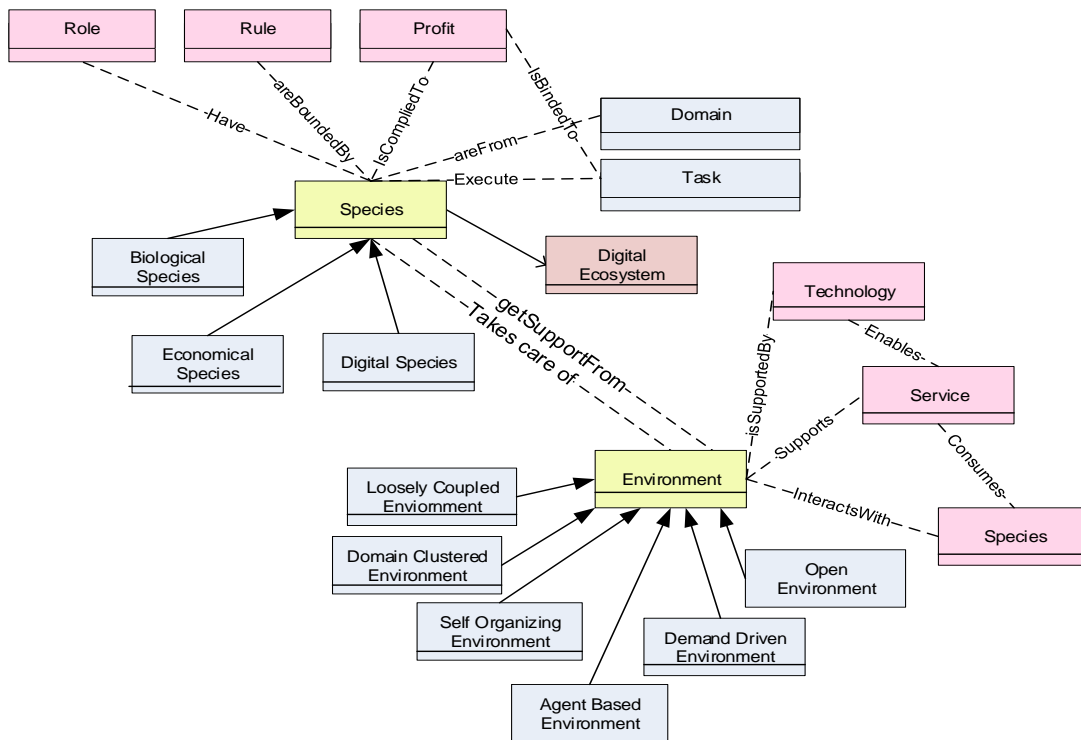 Role
Rule
Profit
Have
areBoundedBy
IsCompliedTo
IsBindedTo
Domain
areFrom
Task
Execute
Species
Biological
Species
Digital
Ecosystem
Economical
Species
Digital Species
getSupportFrom
Takes care of
Technology
Enables
isSupportedBy
Service
Supports
Consumes
Environment
InteractsWith
Species
Loosely Coupled
Enviornment
Domain Clustered
Environment
Self Organizing
Environment
Agent Based
Environment
Demand Driven
Environment
Open
Environment